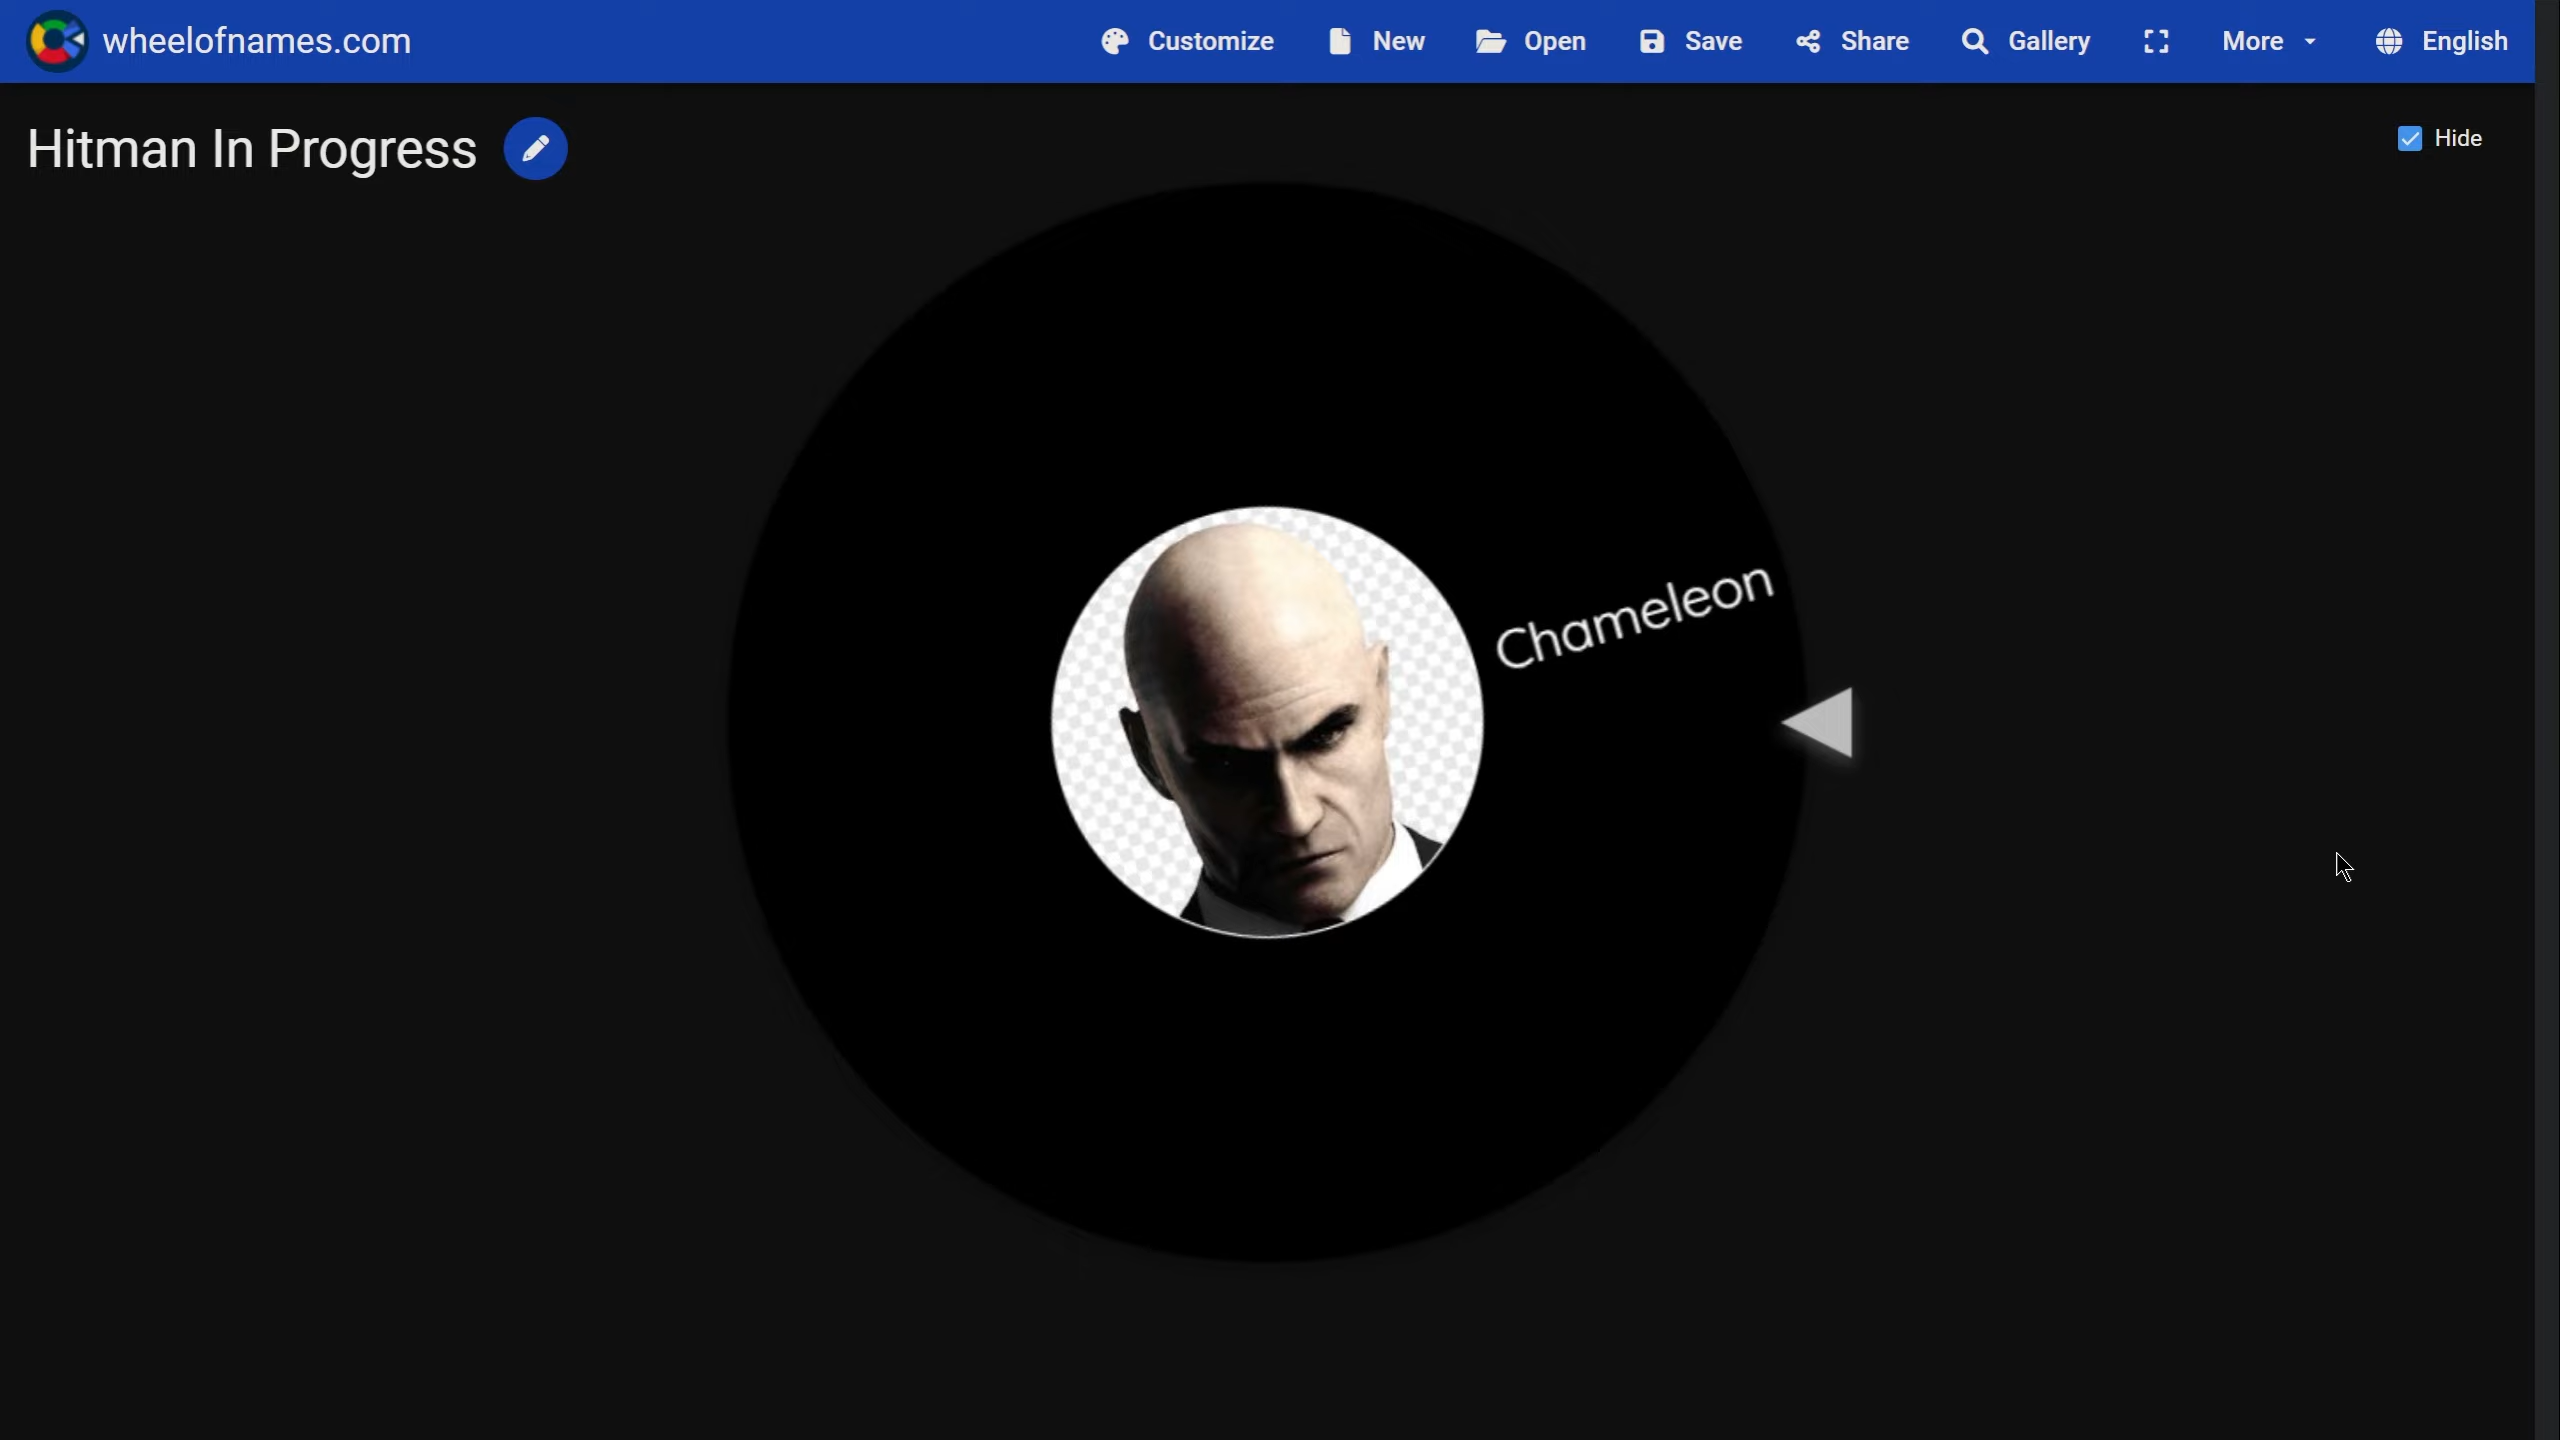 wheelofnames.com
Customize
New
Open
Save
Share
Gallery
More
English
Hitman In Progress
Hide
Chameleon